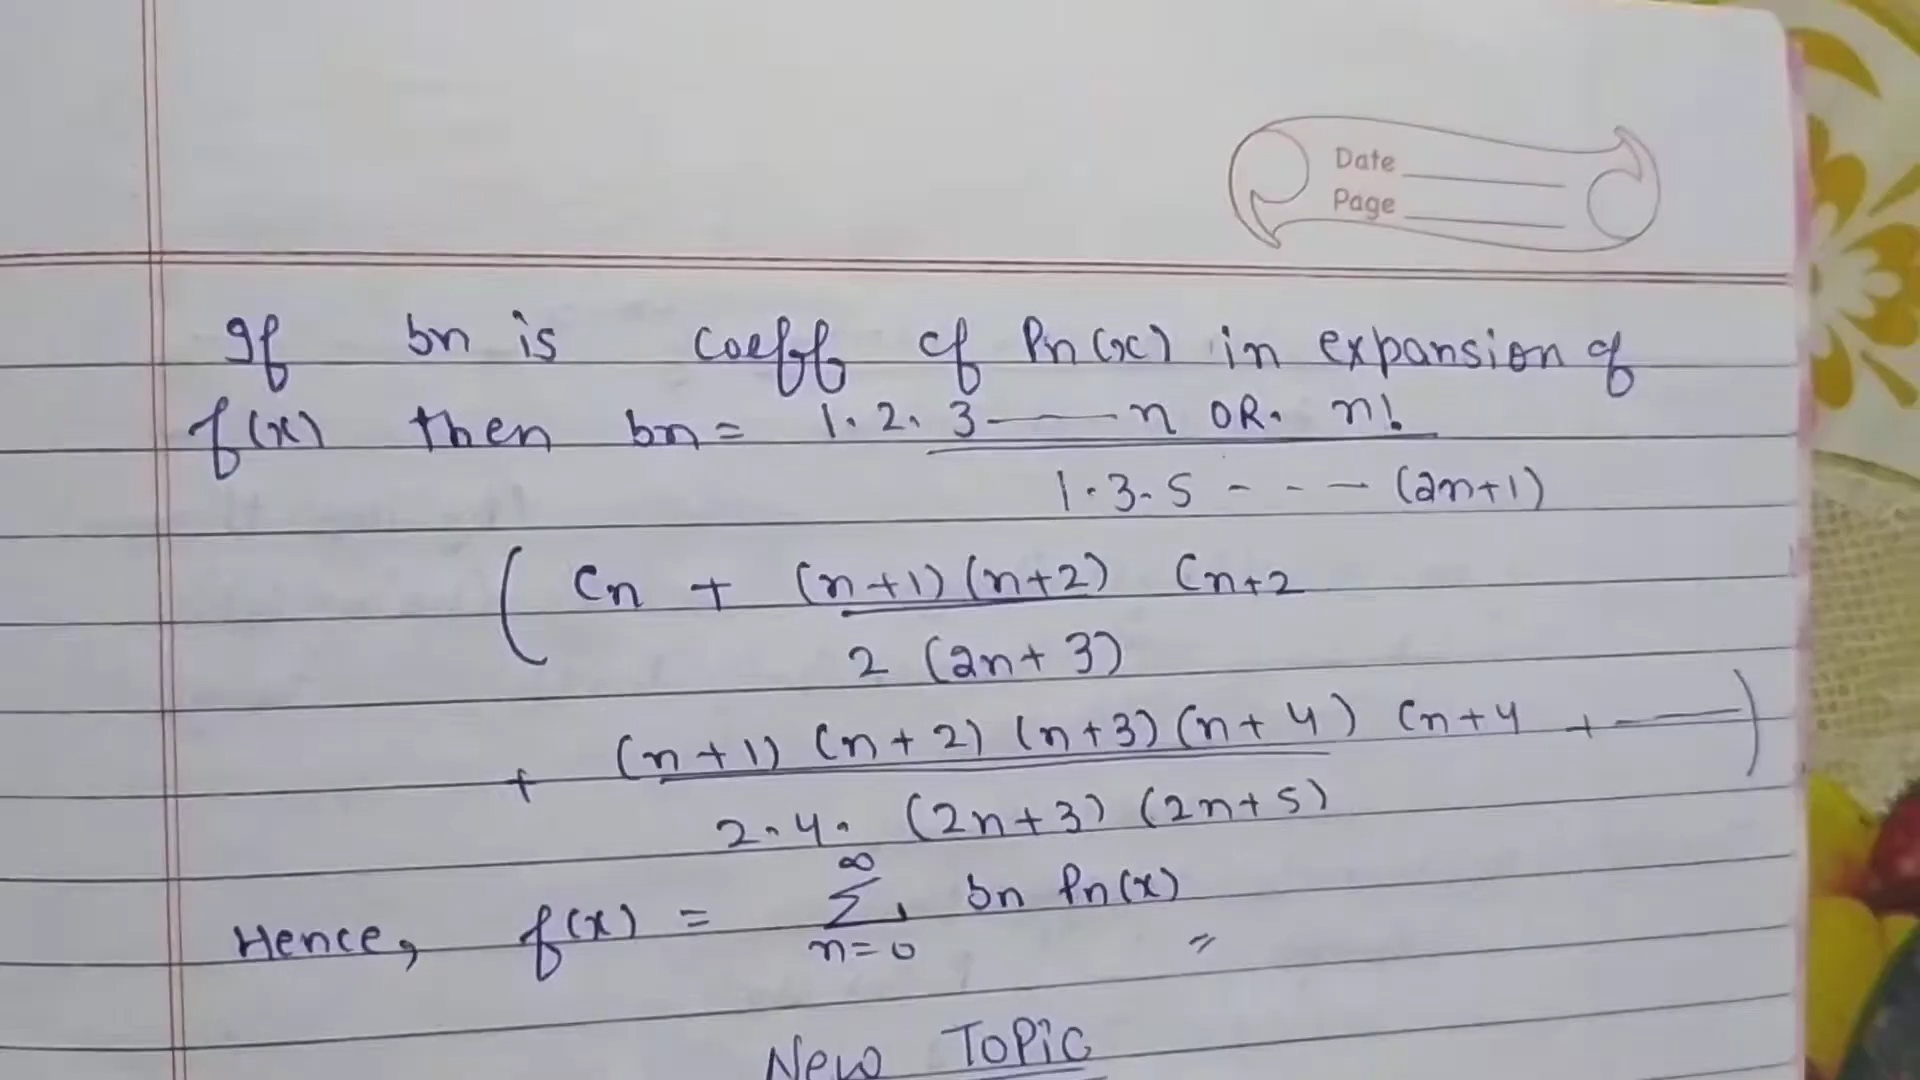 Date
Page
If bn is coeff of Pn(x) in expansion of
f(x) then bn = 1.2.3 —— n OR. n!
1.3.5 - - - (2n+1)
( Cn + (n+1)(n+2) Cn+2
2 (2n+3)
+ (n+1) (n+2) (n+3) (n+4) Cn+4 + —— )
2.4. (2n+3) (2n+5)
∞
Hence, f(x) = Σ bn Pn(x)
n=0 =
New Topic